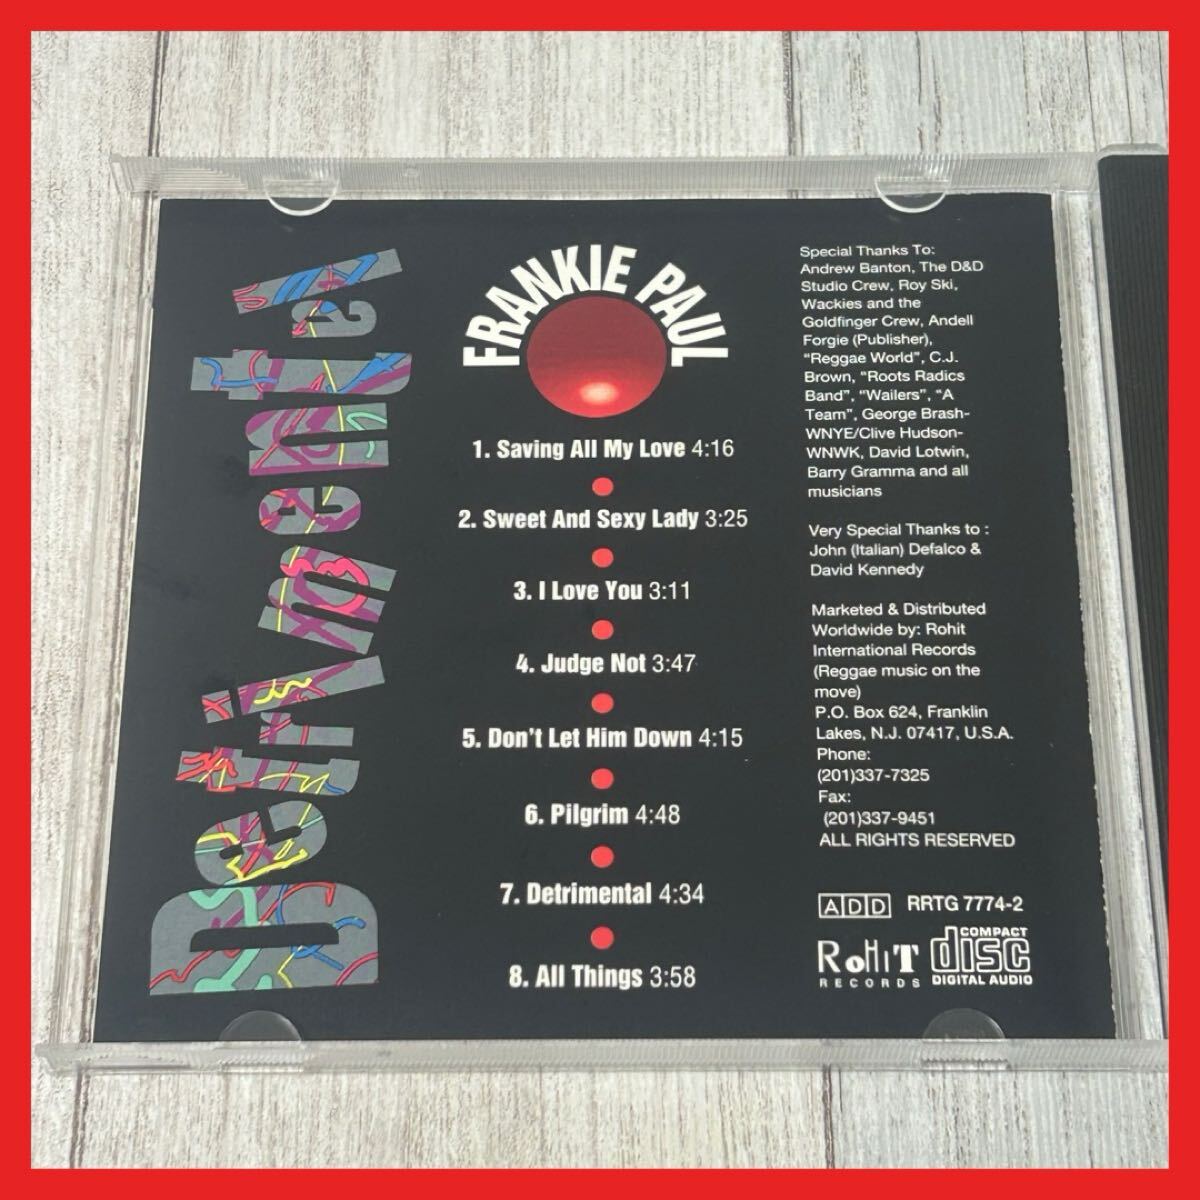 Detrimental
FRANKIE PAUL
1. Saving All My Love 4:16
2. Sweet And Sexy Lady 3:25
3. I Love You 3:11
4. Judge Not 3:47
5. Don't Let Him Down 4:15
6. Pilgrim 4:48
7. Detrimental 4:34
8. All Things 3:58
Special Thanks To:
Andrew Banton, The D&D
Studio Crew, Roy Ski,
Wackies and the
Goldfinger Crew, Andell
Forgie (Publisher),
"Reggae World", C.J.
Brown, "Roots Radics
Band", "Wailers", "A
Team", George Brash-
WNYE/Clive Hudson-
WNWK, David Lotwin,
Barry Gramma and all
musicians
Very Special Thanks to :
John (Italian) Defalco &
David Kennedy
Marketed & Distributed
Worldwide by: Rohit
International Records
(Reggae music on the
move)
P.O. Box 624, Franklin
Lakes, N.J. 07417, U.S.A.
Phone:
(201)337-7325
Fax:
(201)337-9451
ALL RIGHTS RESERVED
ADD RRTG 7774-2
RoHiT
RECORDS
COMPACT
disc
DIGITAL AUDIO